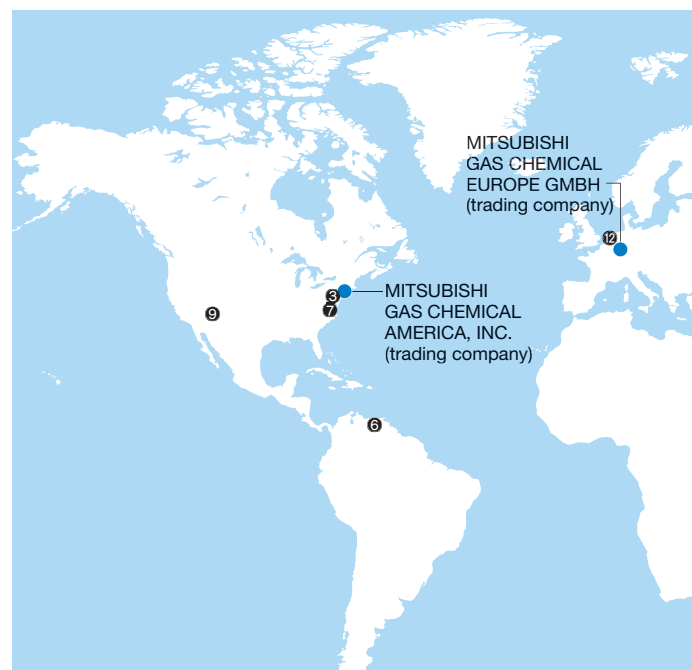 MITSUBISHI
GAS CHEMICAL
EUROPE GMBH
(trading company)
12
3
MITSUBISHI
GAS CHEMICAL
AMERICA, INC.
(trading company)
7
9
6